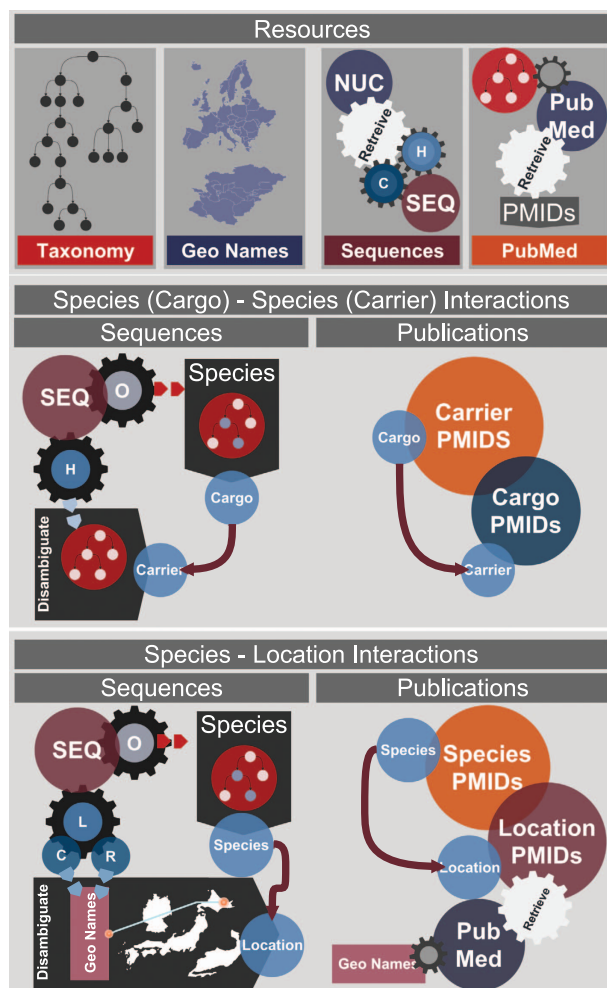 Resources
NUC
Retreive
H
C
SEQ
Pub
Med
Retreive
PMIDs
Taxonomy
Geo Names
Sequences
PubMed
Species (Cargo) - Species (Carrier) Interactions
Sequences
Publications
SEQ
O
Species
H
Cargo
Disambiguate
Carrier
Carrier
PMIDS
Cargo
Cargo
PMIDs
Carrier
Species - Location Interactions
Sequences
Publications
SEQ
O
Species
L
C
R
Species
Disambiguate
Geo Names
Location
Species
Species
PMIDs
Location
PMIDs
Location
Retrieve
Pub
Med
Geo Names